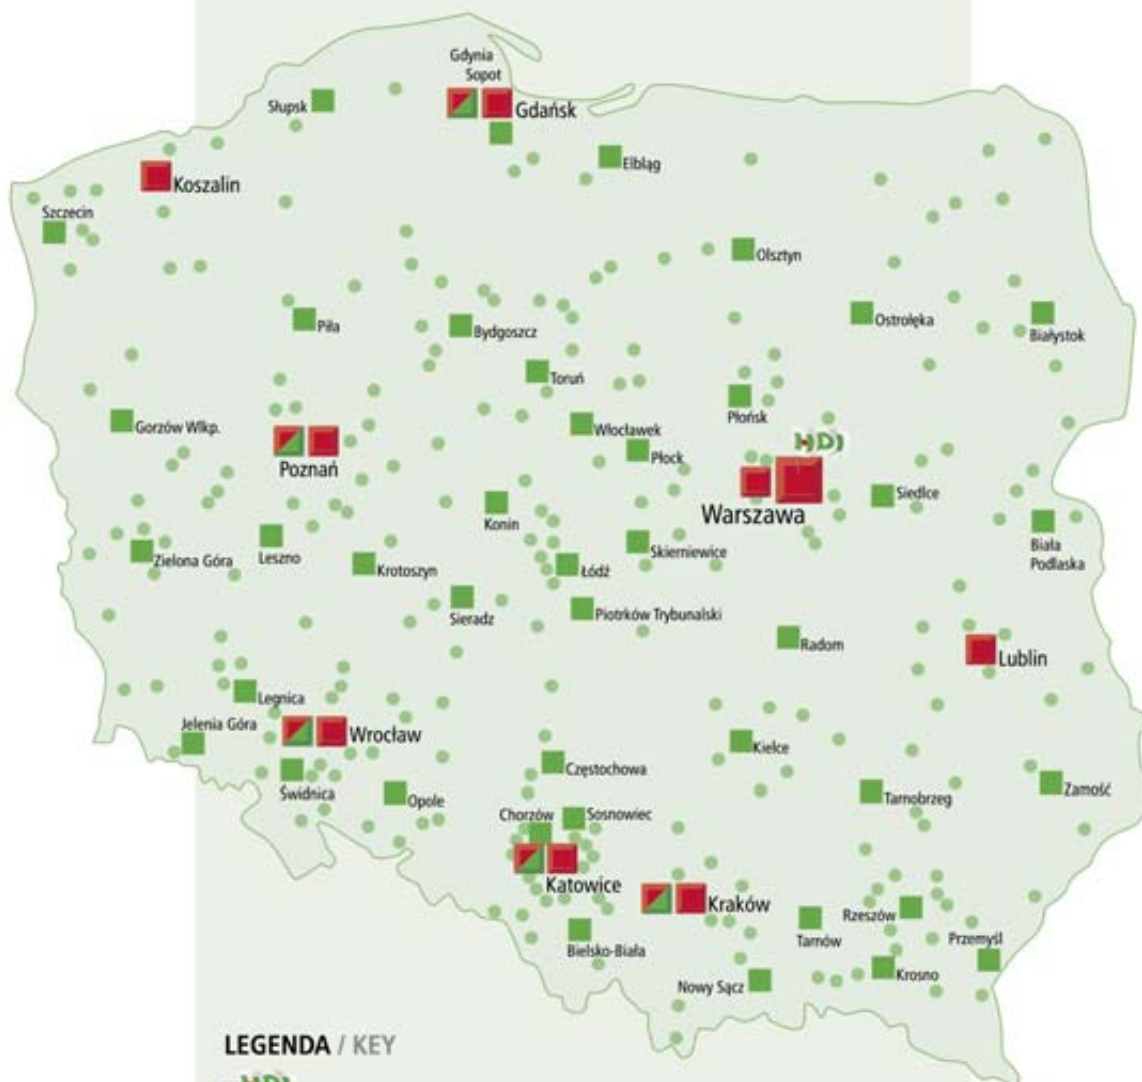 Gdynia
Sopot
Słupsk
Gdańsk
Elbląg
Koszalin
Szczecin
Olsztyn
Piła
Bydgoszcz
Ostrołęka
Białystok
Toruń
Płońsk
Gorzów Wlkp.
Włocławek
HDI
Płock
Poznań
Siedlce
Warszawa
Konin
Zielona Góra
Leszno
Skierniewice
Biała
Podlaska
Krotoszyn
Łódź
Sieradz
Piotrków Trybunalski
Radom
Lublin
Legnica
Jelenia Góra
Wrocław
Kielce
Częstochowa
Świdnica
Opole
Tarnobrzeg
Zamość
Chorzów
Sosnowiec
Katowice
Kraków
Rzeszów
Tarnów
Przemyśl
Bielsko-Biała
Krosno
Nowy Sącz
LEGENDA / KEY
HDI